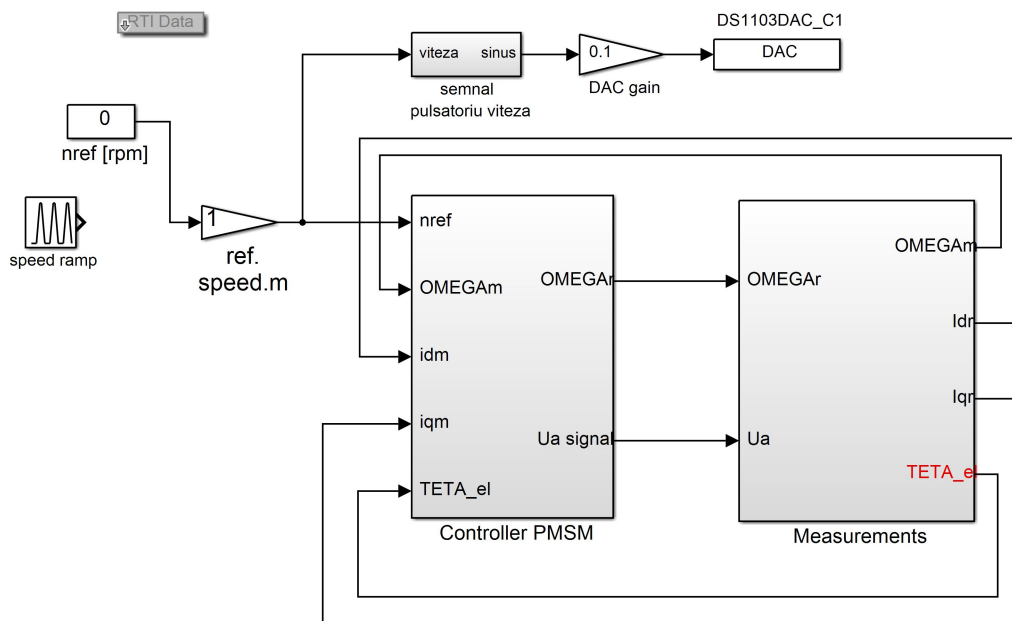 RTI Data
DS1103DAC_C1
viteza
sinus
0.1
DAC
semnal
pulsatoriu viteza
DAC gain
0
nref [rpm]
1
speed ramp
ref.
speed.m
nref
OMEGAm
idm
iqm
TETA_el
OMEGAr
Ua signal
Controller PMSM
OMEGAr
Ua
OMEGAm
Idr
Iqr
TETA_el
Measurements